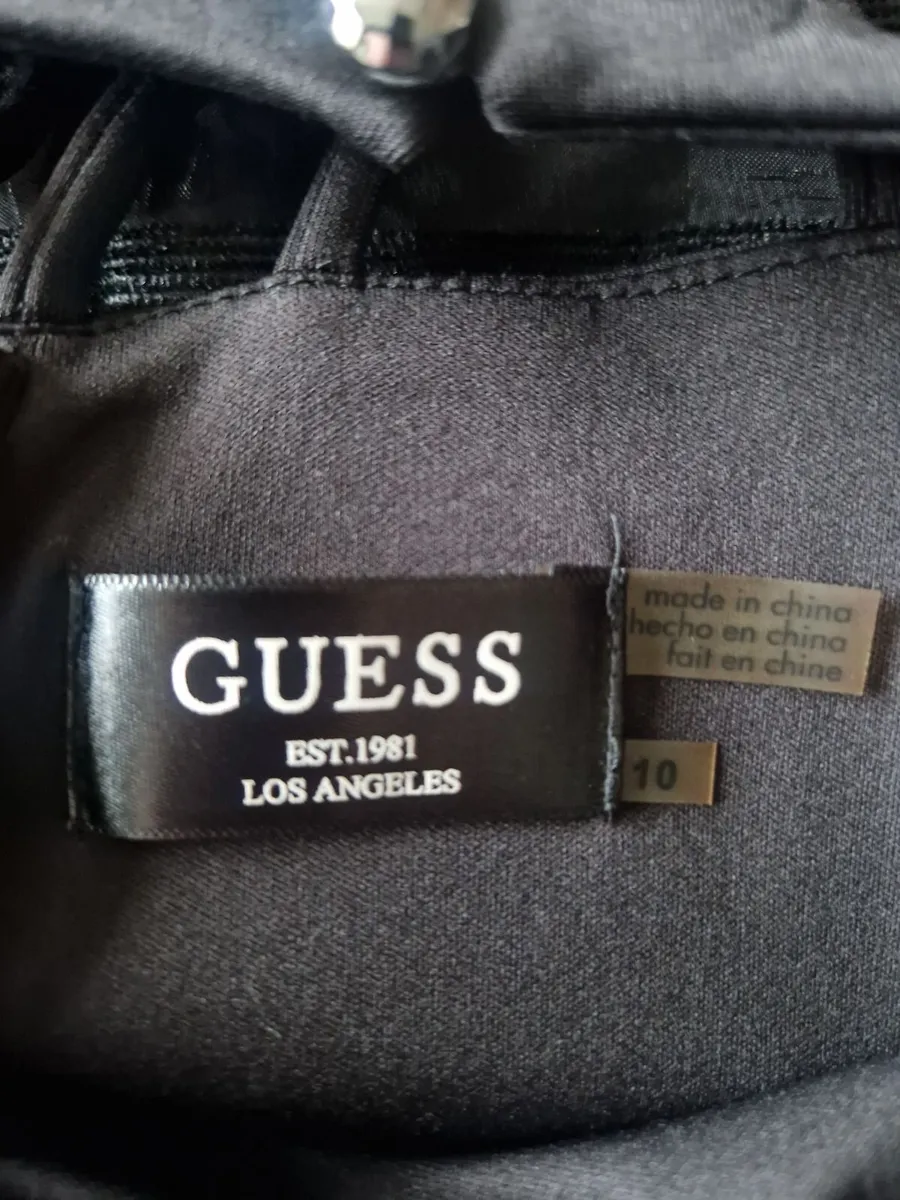 GUESS
EST.1981
LOS ANGELES
made in china
hecho en china
fait en chine
10